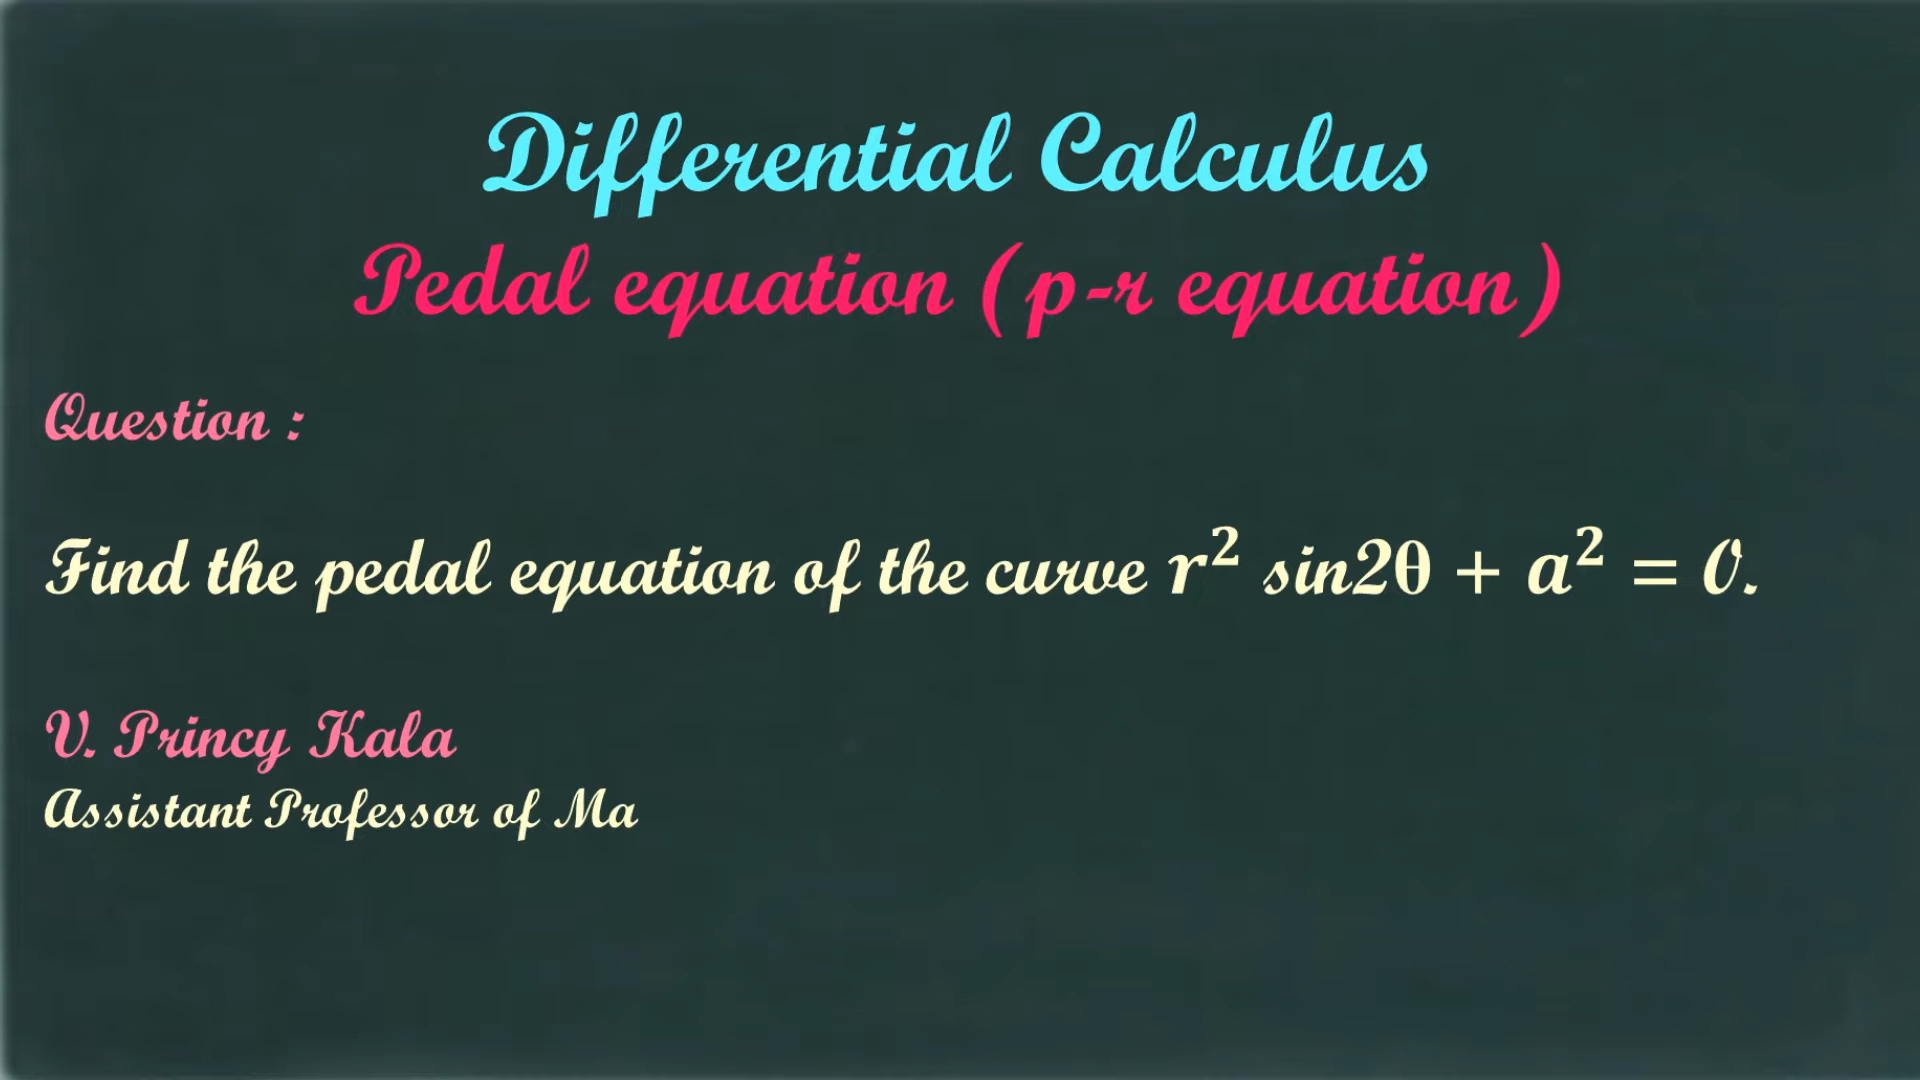 Differential Calculus
Pedal equation (p-r equation)
Question :
Find the pedal equation of the curve r² sin2θ + a² = 0.
V. Princy Kala
Assistant Professor of Ma